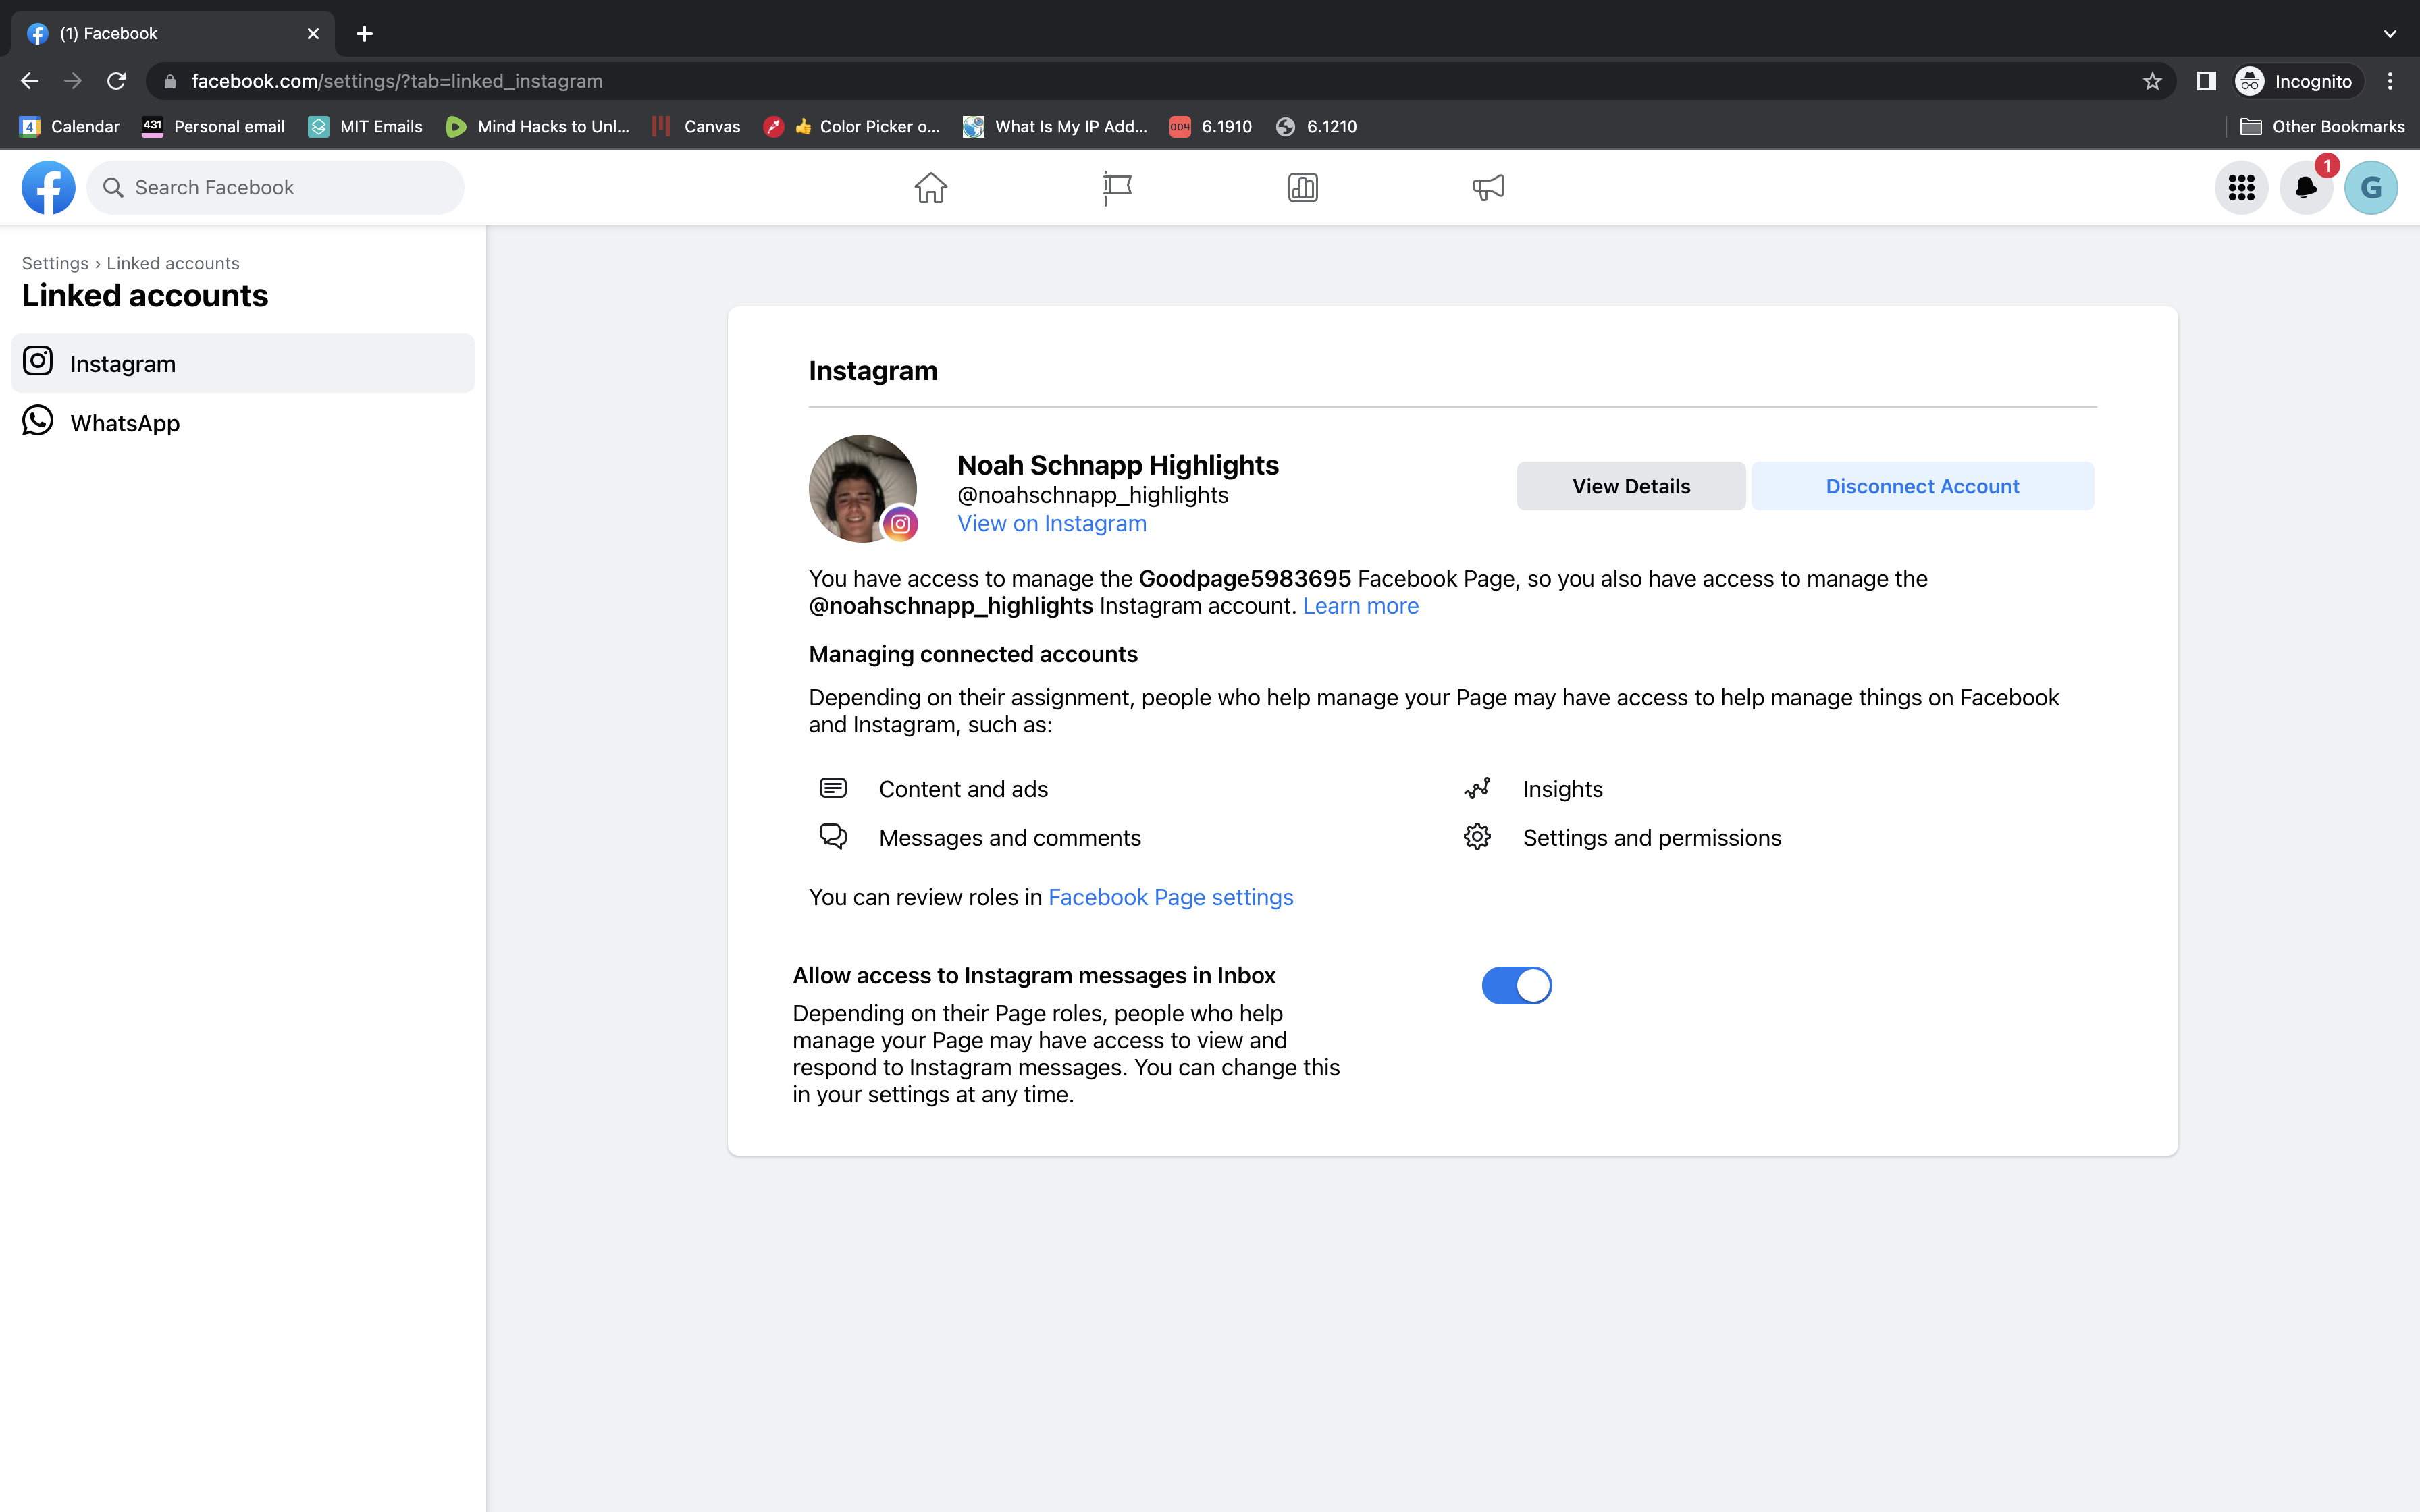 (1) Facebook
facebook.com/settings/?tab=linked_instagram
Incognito
4 Calendar
431 Personal email
MIT Emails
Mind Hacks to Unl...
Canvas
👍 Color Picker o...
What Is My IP Add...
004 6.1910
6.1210
Other Bookmarks
Search Facebook
1
G
Settings › Linked accounts
Linked accounts
Instagram
WhatsApp
Instagram
Noah Schnapp Highlights
@noahschnapp_highlights
View on Instagram
View Details
Disconnect Account
You have access to manage the Goodpage5983695 Facebook Page, so you also have access to manage the
@noahschnapp_highlights Instagram account. Learn more
Managing connected accounts
Depending on their assignment, people who help manage your Page may have access to help manage things on Facebook
and Instagram, such as:
Content and ads
Insights
Messages and comments
Settings and permissions
You can review roles in Facebook Page settings
Allow access to Instagram messages in Inbox
Depending on their Page roles, people who help
manage your Page may have access to view and
respond to Instagram messages. You can change this
in your settings at any time.